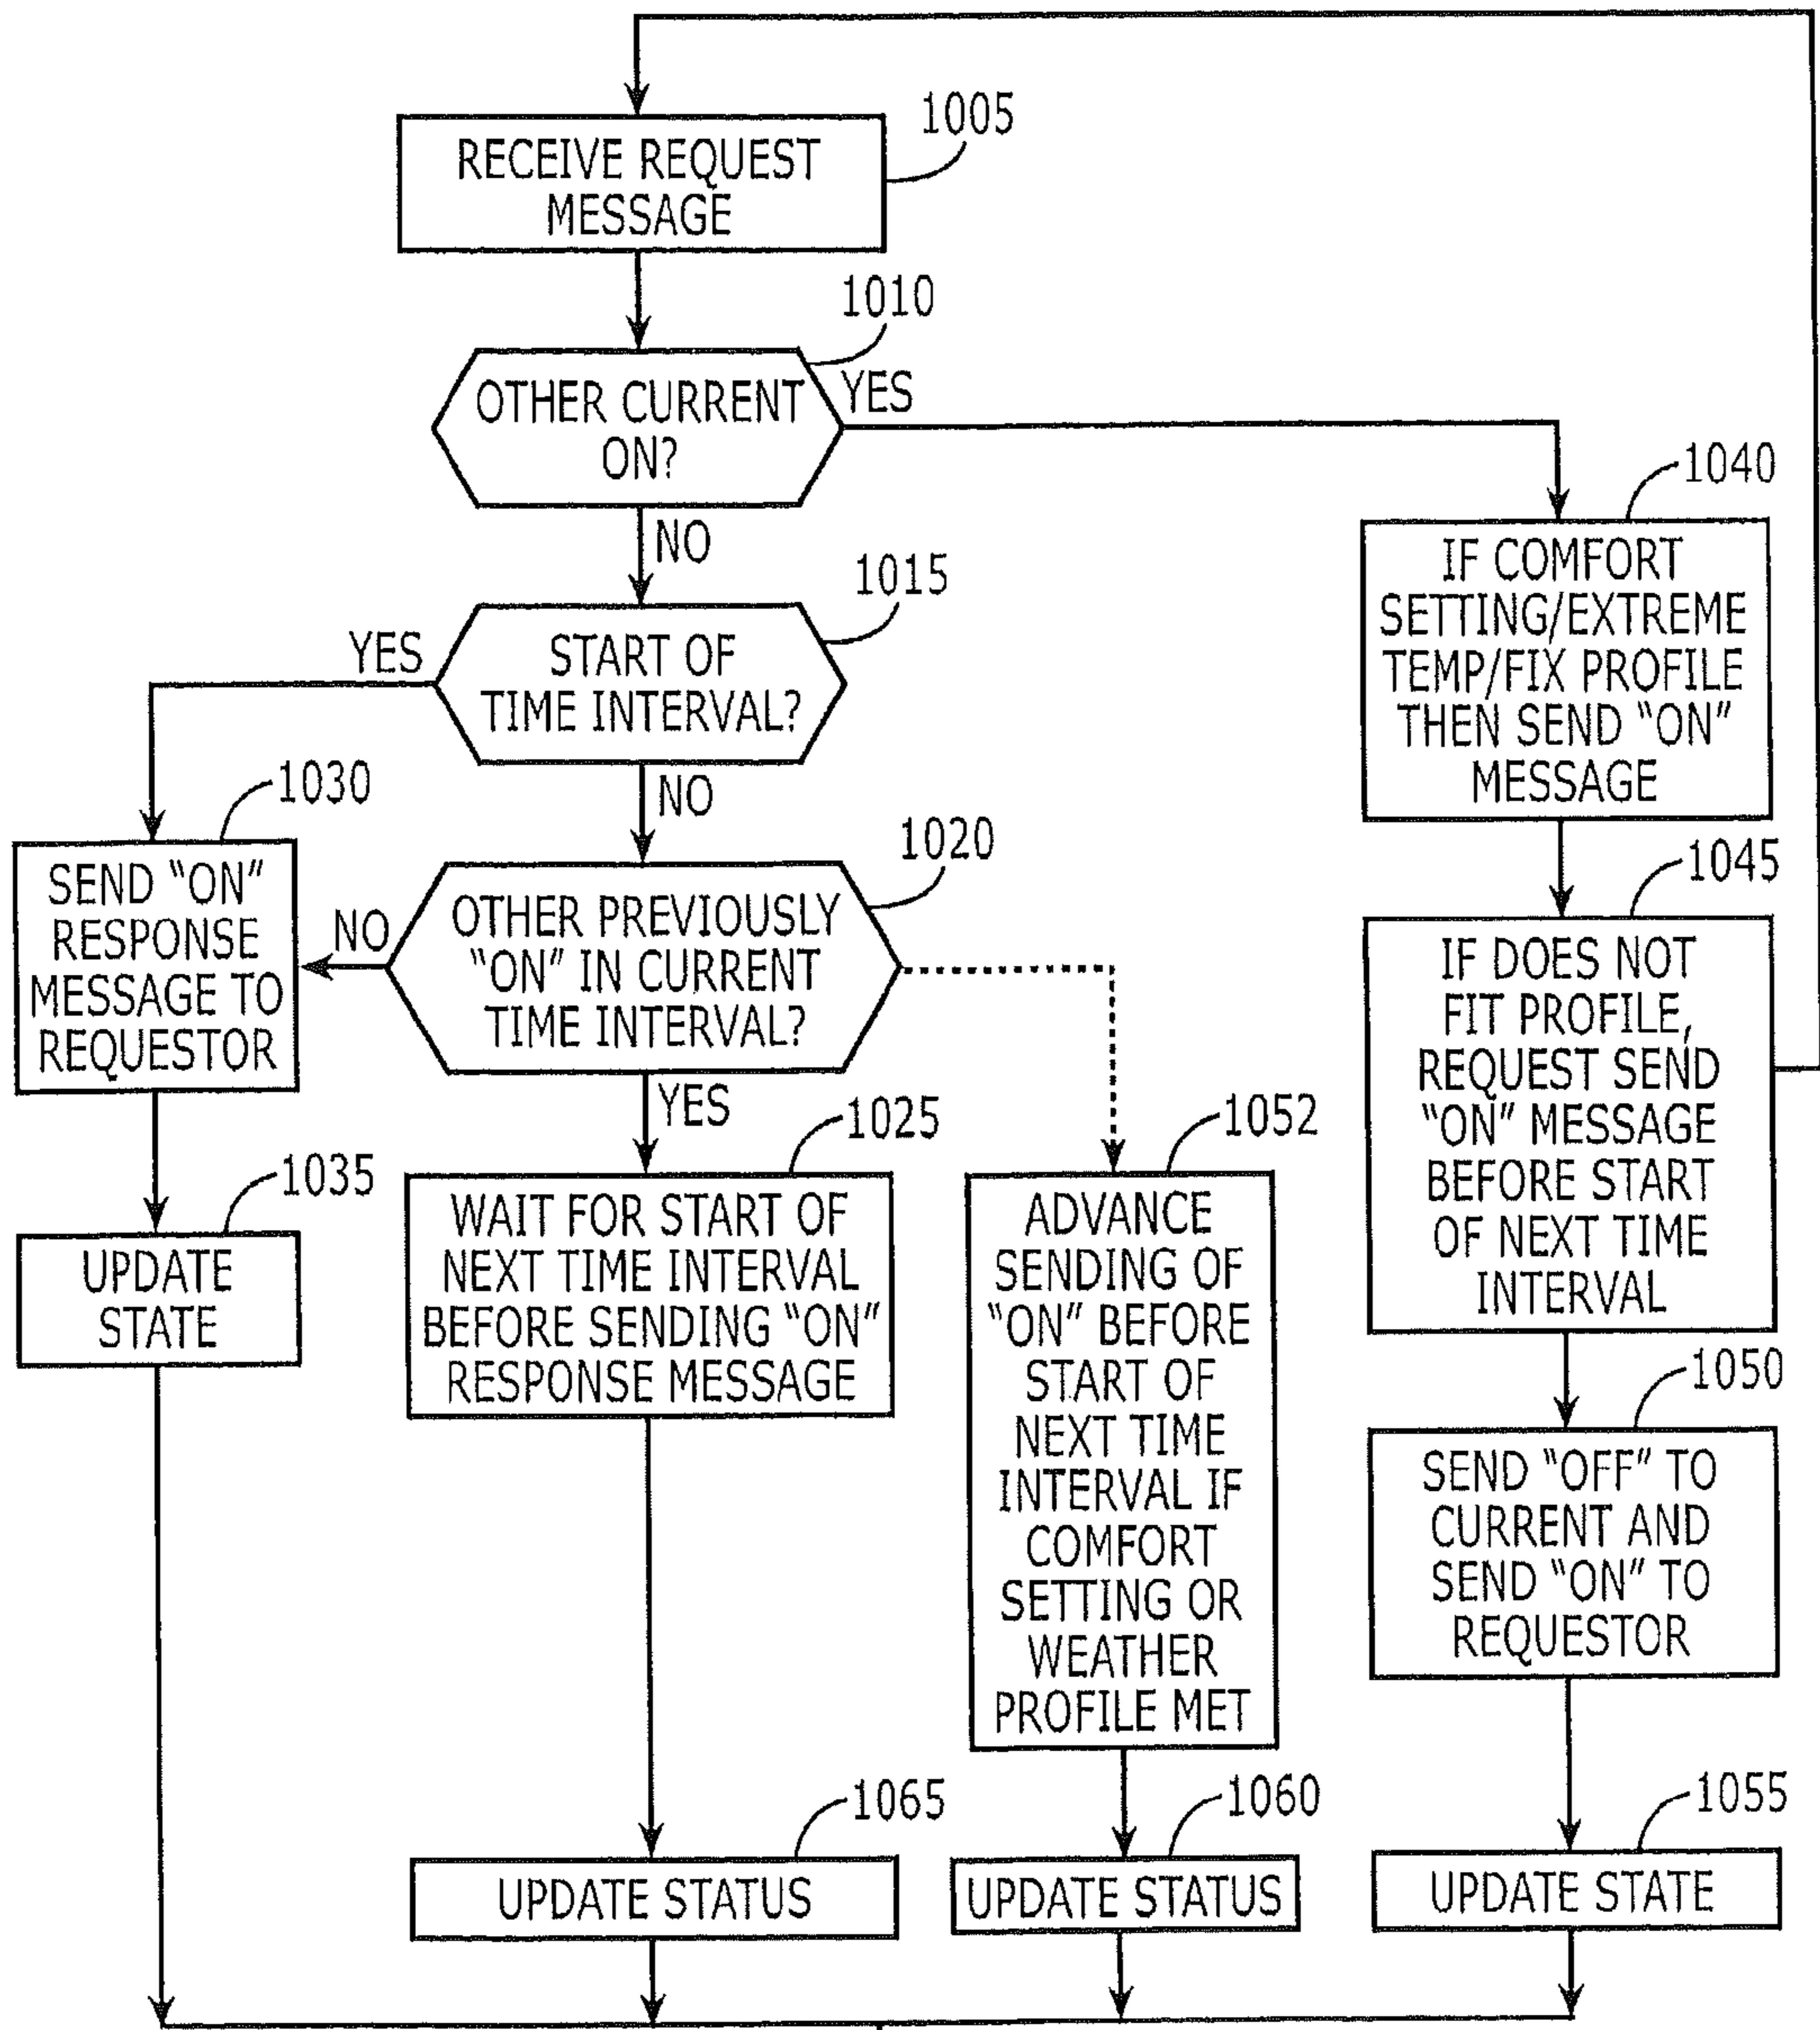 RECEIVE REQUEST
MESSAGE
1005
1010
OTHER CURRENT
ON?
YES
NO
1015
START OF
TIME INTERVAL?
YES
NO
1020
OTHER PREVIOUSLY
“ON” IN CURRENT
TIME INTERVAL?
NO
YES
1030
SEND “ON”
RESPONSE
MESSAGE TO
REQUESTOR
1035
UPDATE
STATE
1025
WAIT FOR START OF
NEXT TIME INTERVAL
BEFORE SENDING “ON”
RESPONSE MESSAGE
1065
UPDATE STATUS
1052
ADVANCE
SENDING OF
“ON” BEFORE
START OF
NEXT TIME
INTERVAL IF
COMFORT
SETTING OR
WEATHER
PROFILE MET
1060
UPDATE STATUS
1040
IF COMFORT
SETTING/EXTREME
TEMP/FIX PROFILE
THEN SEND “ON”
MESSAGE
1045
IF DOES NOT
FIT PROFILE,
REQUEST SEND
“ON” MESSAGE
BEFORE START
OF NEXT TIME
INTERVAL
1050
SEND “OFF” TO
CURRENT AND
SEND “ON” TO
REQUESTOR
1055
UPDATE STATE